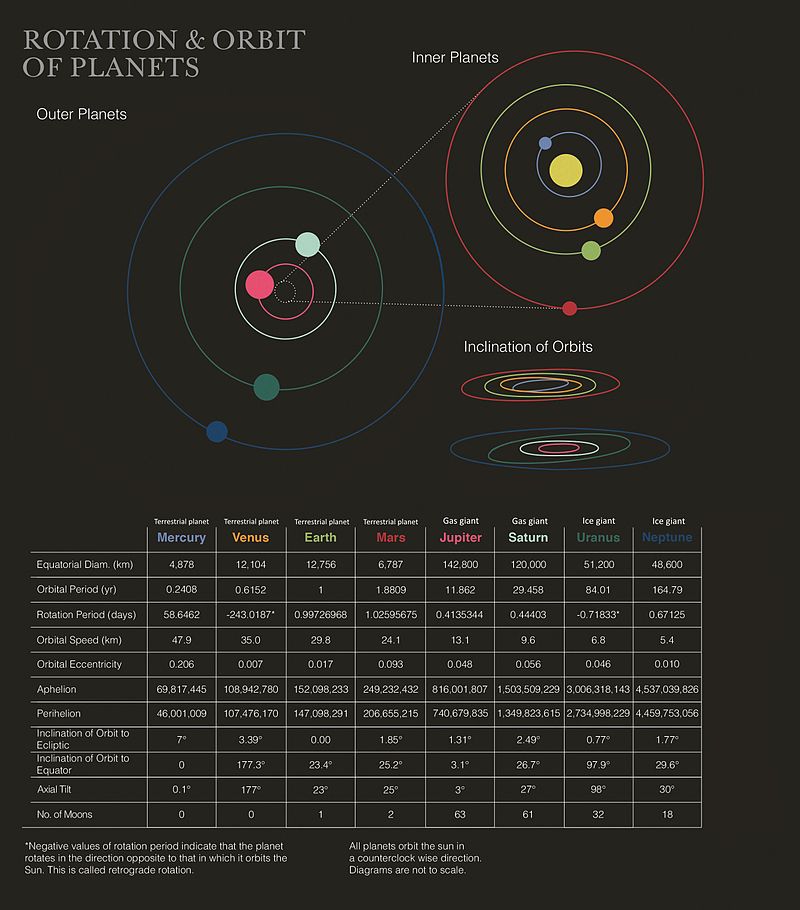 ROTATION & ORBIT
OF PLANETS
Inner Planets
Outer Planets
Inclination of Orbits
Terrestrial planet Terrestrial planet Terrestrial planet Terrestrial planet Gas giant Gas giant Ice giant Ice giant
Mercury Venus Earth Mars Jupiter Saturn Uranus Neptune
Equatorial Diam. (km) 4,878 12,104 12,756 6,787 142,800 120,000 51,200 48,600
Orbital Period (yr) 0.2408 0.6152 1 1.8809 11.862 29.458 84.01 164.79
Rotation Period (days) 58.6462 -243.0187* 0.99726968 1.02595675 0.4135344 0.44403 -0.71833* 0.67125
Orbital Speed (km) 47.9 35.0 29.8 24.1 13.1 9.6 6.8 5.4
Orbital Eccentricity 0.206 0.007 0.017 0.093 0.048 0.056 0.046 0.010
Aphelion 69,817,445 108,942,780 152,098,233 249,232,432 816,001,807 1,503,509,229 3,006,318,143 4,537,039,826
Perihelion 46,001,009 107,476,170 147,098,291 206,655,215 740,679,835 1,349,823,615 2,734,998,229 4,459,753,056
Inclination of Orbit to
Ecliptic 7° 3.39° 0.00 1.85° 1.31° 2.49° 0.77° 1.77°
Inclination of Orbit to
Equator 0 177.3° 23.4° 25.2° 3.1° 26.7° 97.9° 29.6°
Axial Tilt 0.1° 177° 23° 25° 3° 27° 98° 30°
No. of Moons 0 0 1 2 63 61 32 18
*Negative values of rotation period indicate that the planet
rotates in the direction opposite to that in which it orbits the
Sun. This is called retrograde rotation.
All planets orbit the sun in
a counterclock wise direction.
Diagrams are not to scale.